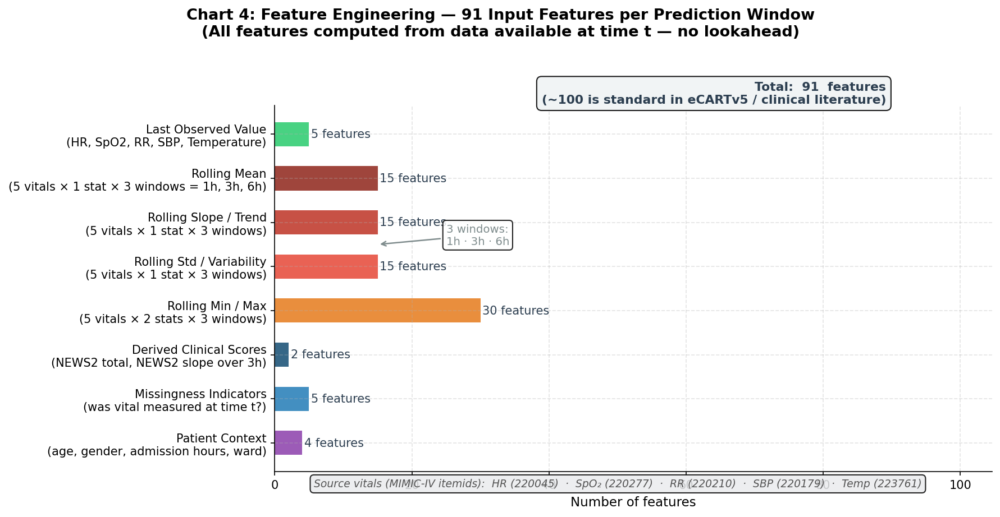 Chart 4: Feature Engineering — 91 Input Features per Prediction Window
(All features computed from data available at time t — no lookahead)
Total:  91  features
(~100 is standard in eCARTv5 / clinical literature)
Last Observed Value
(HR, SpO2, RR, SBP, Temperature)
5 features
Rolling Mean
(5 vitals × 1 stat × 3 windows = 1h, 3h, 6h)
15 features
Rolling Slope / Trend
(5 vitals × 1 stat × 3 windows)
15 features
3 windows:
1h · 3h · 6h
Rolling Std / Variability
(5 vitals × 1 stat × 3 windows)
15 features
Rolling Min / Max
(5 vitals × 2 stats × 3 windows)
30 features
Derived Clinical Scores
(NEWS2 total, NEWS2 slope over 3h)
2 features
Missingness Indicators
(was vital measured at time t?)
5 features
Patient Context
(age, gender, admission hours, ward)
4 features
0 20 40 60 80 100
Source vitals (MIMIC-IV itemids):  HR (220045)  ·  SpO₂ (220277)  ·  RR (220210)  ·  SBP (220179)  ·  Temp (223761)
Number of features